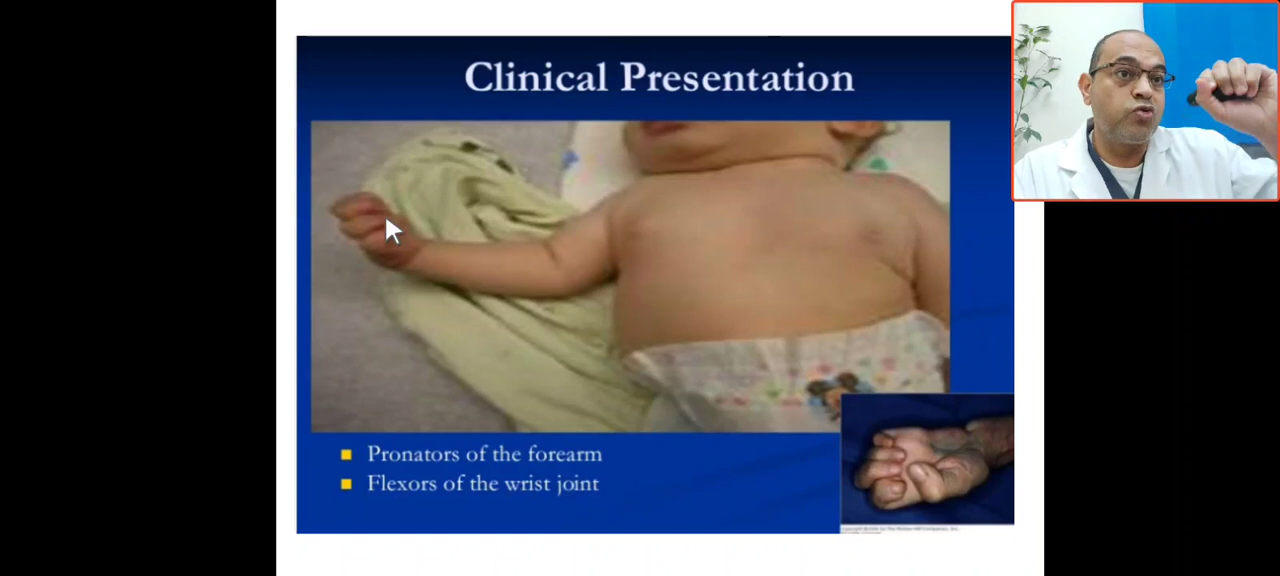 Clinical Presentation
Pronators of the forearm
Flexors of the wrist joint